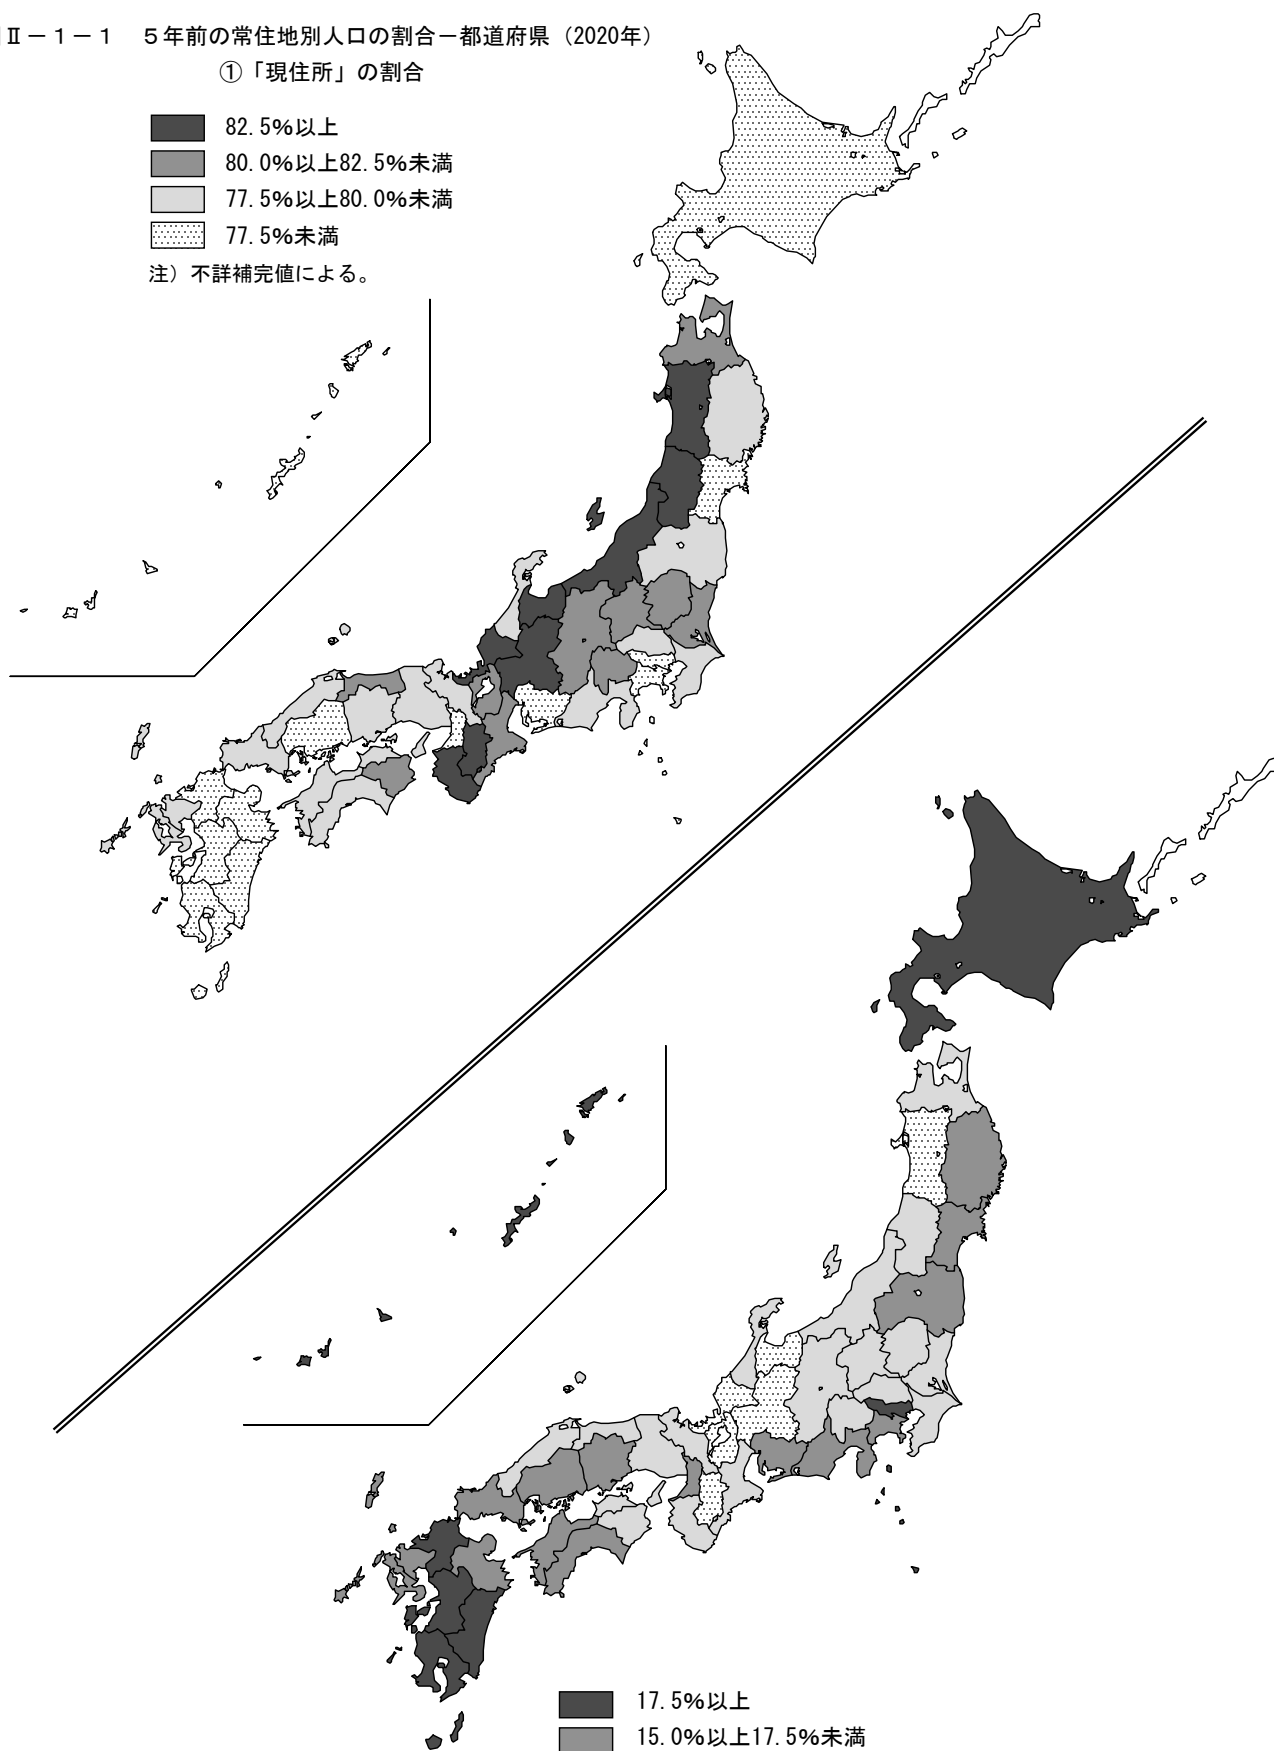 Ⅱ－１－１　５年前の常住地別人口の割合－都道府県（2020年）
①「現住所」の割合
82.5%以上
80.0%以上82.5%未満
77.5%以上80.0%未満
77.5%未満
注）不詳補完値による。
17.5%以上
15.0%以上17.5%未満